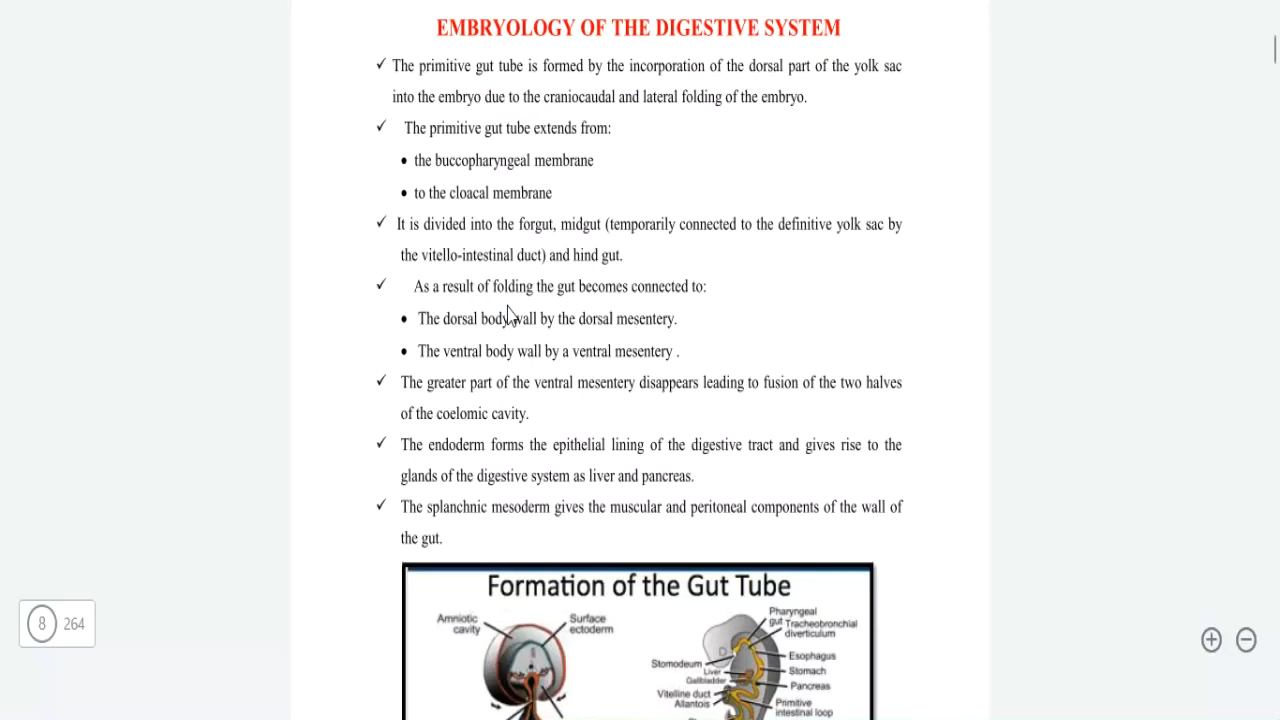 EMBRYOLOGY OF THE DIGESTIVE SYSTEM
✓ The primitive gut tube is formed by the incorporation of the dorsal part of the yolk sac
into the embryo due to the craniocaudal and lateral folding of the embryo.
✓ The primitive gut tube extends from:
• the buccopharyngeal membrane
• to the cloacal membrane
✓ It is divided into the forgut, midgut (temporarily connected to the definitive yolk sac by
the vitello-intestinal duct) and hind gut.
✓ As a result of folding the gut becomes connected to:
• The dorsal body wall by the dorsal mesentery.
• The ventral body wall by a ventral mesentery .
✓ The greater part of the ventral mesentery disappears leading to fusion of the two halves
of the coelomic cavity.
✓ The endoderm forms the epithelial lining of the digestive tract and gives rise to the
glands of the digestive system as liver and pancreas.
✓ The splanchnic mesoderm gives the muscular and peritoneal components of the wall of
the gut.
Formation of the Gut Tube
Amniotic
cavity
Surface
ectoderm
Pharyngeal
gut
Tracheobronchial
diverticulum
Esophagus
Stomach
Pancreas
Primitive
intestinal loop
Stomodeum
Liver
Gallbladder
Vitelline duct
Allantois
8 264